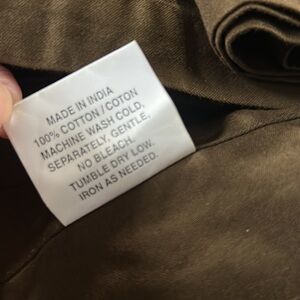 MADE IN INDIA
100% COTTON / COTON
MACHINE WASH COLD,
SEPARATELY, GENTLE,
NO BLEACH.
TUMBLE DRY LOW.
IRON AS NEEDED.